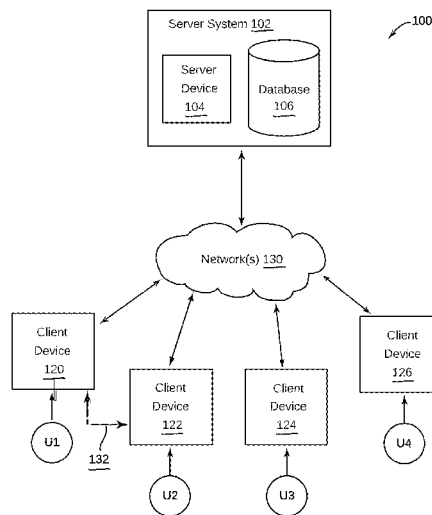 100
Server System 102
Server
Device
104
Database
106
Network(s) 130
Client
Device
120
Client
Device
122
Client
Device
124
Client
Device
126
132
U1
U2
U3
U4